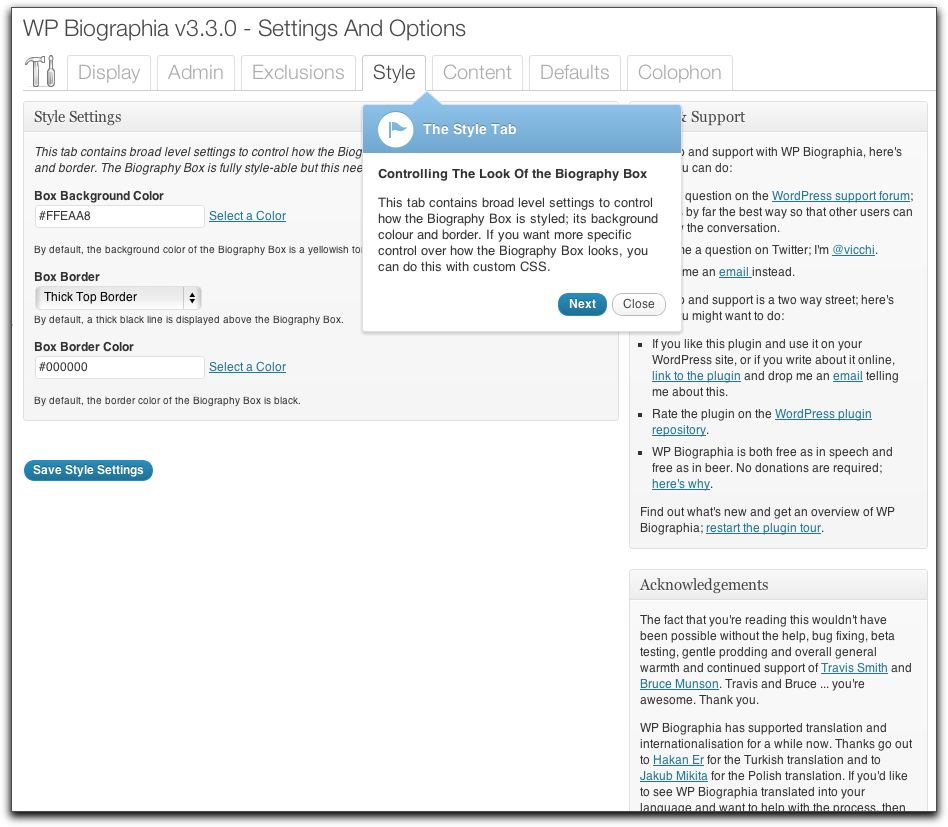 WP Biographia v3.3.0 - Settings And Options
Display
Admin
Exclusions
Style
Content
Defaults
Colophon
Style Settings
This tab contains broad level settings to control how the Biog
and border. The Biography Box is fully style-able but this nee
Box Background Color
#FFEAA8
Select a Color
By default, the background color of the Biography Box is a yellowish to
Box Border
Thick Top Border
By default, a thick black line is displayed above the Biography Box.
Box Border Color
#000000
Select a Color
By default, the border color of the Biography Box is black.
Save Style Settings
The Style Tab
Controlling The Look Of the Biography Box
This tab contains broad level settings to control
how the Biography Box is styled; its background
colour and border. If you want more specific
control over how the Biography Box looks, you
can do this with custom CSS.
Next
Close
& Support
and support with WP Biographia, here's
can do:
question on the WordPress support forum;
by far the best way so that other users can
the conversation.
me a question on Twitter; I'm @vicchi.
me an email instead.
and support is a two way street; here's
might want to do:
If you like this plugin and use it on your
WordPress site, or if you write about it online,
link to the plugin and drop me an email telling
me about this.
Rate the plugin on the WordPress plugin
repository.
WP Biographia is both free as in speech and
free as in beer. No donations are required;
here's why.
Find out what's new and get an overview of WP
Biographia; restart the plugin tour.
Acknowledgements
The fact that you're reading this wouldn't have
been possible without the help, bug fixing, beta
testing, gentle prodding and overall general
warmth and continued support of Travis Smith and
Bruce Munson. Travis and Bruce ... you're
awesome. Thank you.
WP Biographia has supported translation and
internationalisation for a while now. Thanks go out
to Hakan Er for the Turkish translation and to
Jakub Mikita for the Polish translation. If you'd like
to see WP Biographia translated into your
language and want to help with the process, then